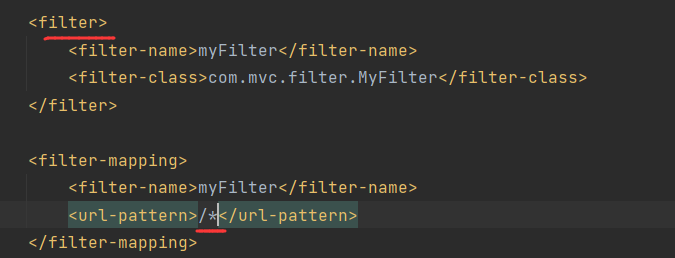 <filter>
<filter-name>myFilter</filter-name>
<filter-class>com.mvc.filter.MyFilter</filter-class>
</filter>
<filter-mapping>
<filter-name>myFilter</filter-name>
<url-pattern>/*</url-pattern>
</filter-mapping>